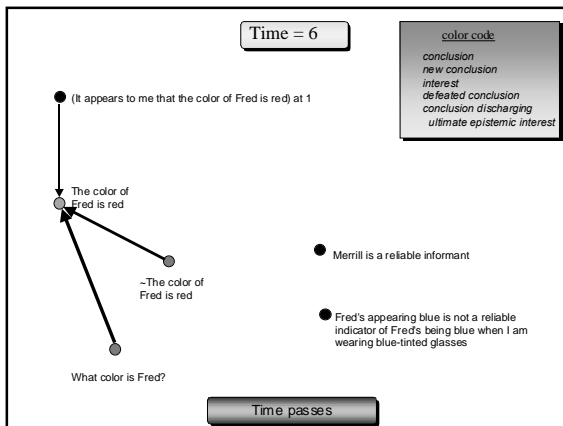 Time = 6
color code
conclusion
new conclusion
interest
defeated conclusion
conclusion discharging
ultimate epistemic interest
(It appears to me that the color of Fred is red) at 1
The color of
Fred is red
~The color of
Fred is red
Merrill is a reliable informant
Fred's appearing blue is not a reliable
indicator of Fred's being blue when I am
wearing blue-tinted glasses
What color is Fred?
Time passes